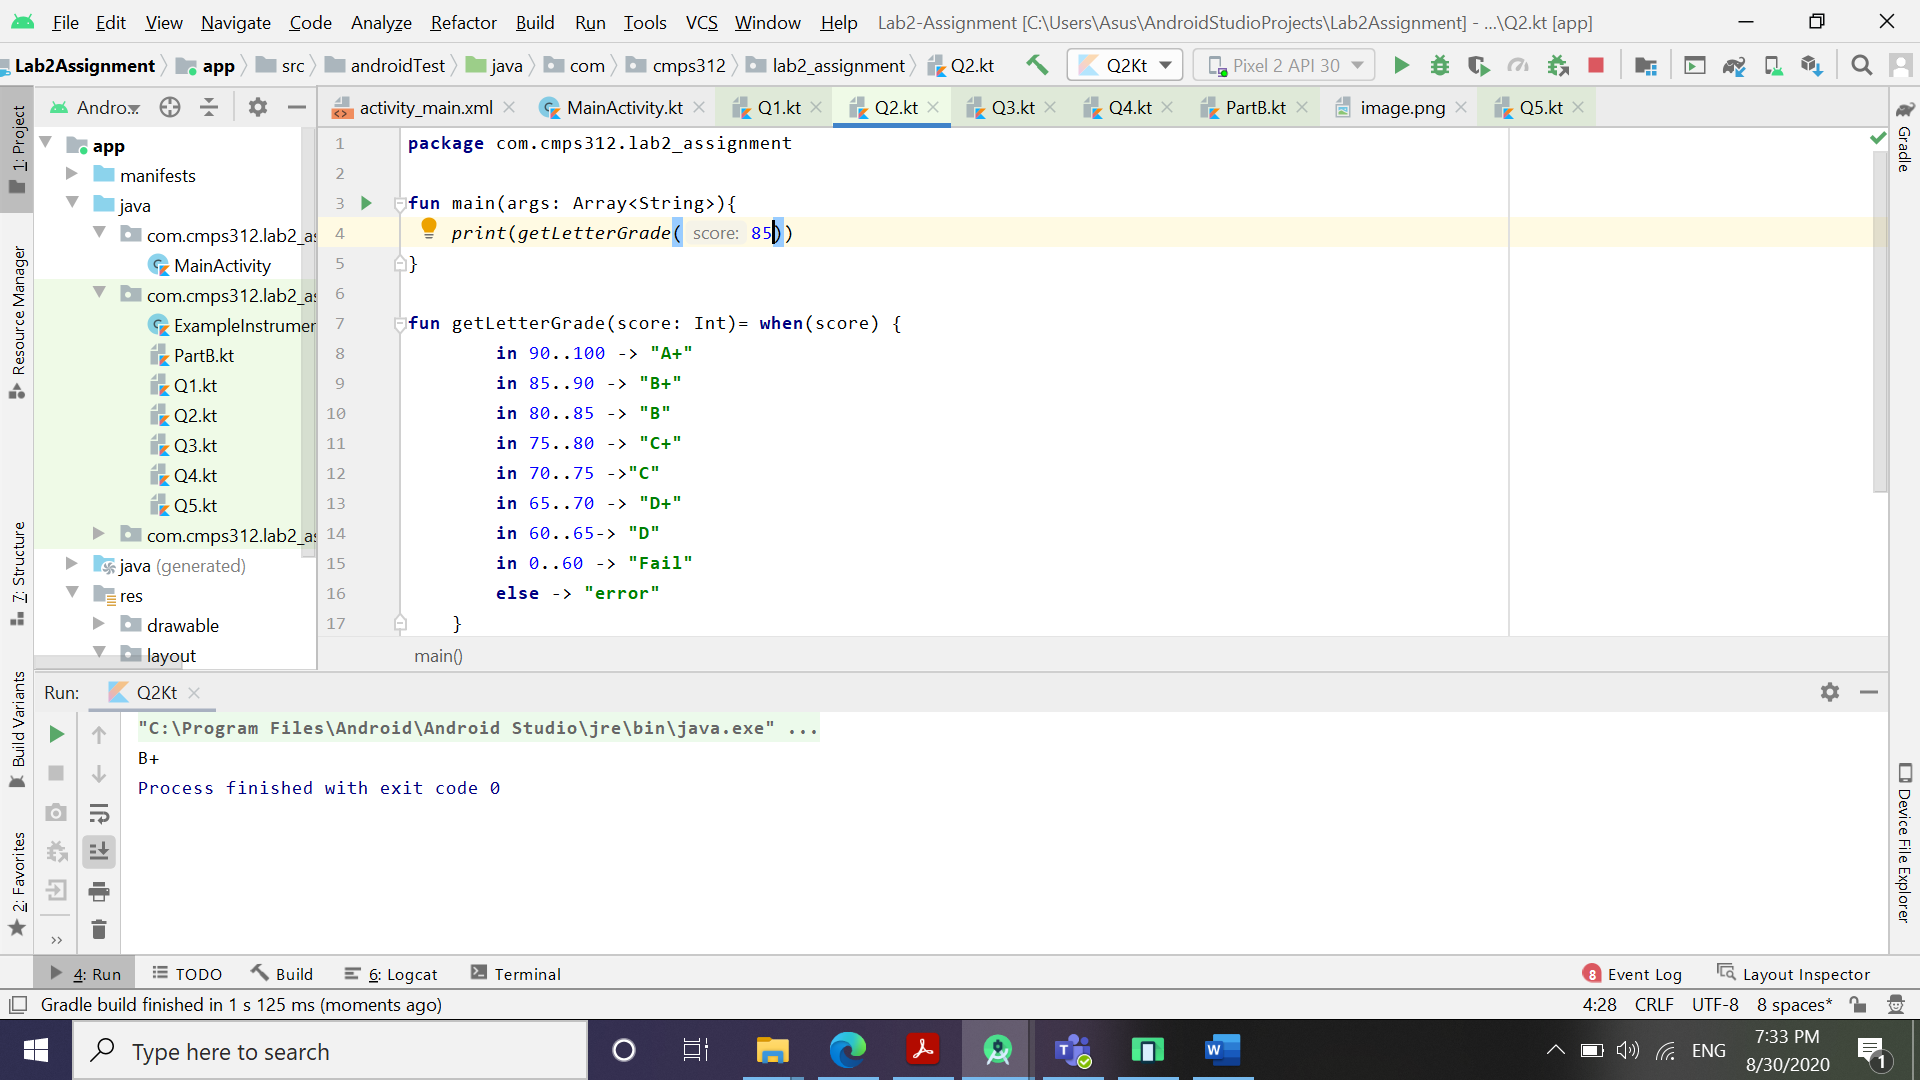 File Edit View Navigate Code Analyze Refactor Build Run Tools VCS Window Help Lab2-Assignment [C:\Users\Asus\AndroidStudioProjects\Lab2Assignment] - ...\Q2.kt [app]
Lab2Assignment app src androidTest java com cmps312 lab2_assignment Q2.kt Q2Kt Pixel 2 API 30
Andro... activity_main.xml MainActivity.kt Q1.kt Q2.kt Q3.kt Q4.kt PartB.kt image.png Q5.kt
1: Project
Resource Manager
7: Structure
Build Variants
2: Favorites
app
manifests
java
com.cmps312.lab2_as
MainActivity
com.cmps312.lab2_as
ExampleInstrumer
PartB.kt
Q1.kt
Q2.kt
Q3.kt
Q4.kt
Q5.kt
com.cmps312.lab2_as
java (generated)
res
drawable
layout
1 package com.cmps312.lab2_assignment
2
3 fun main(args: Array<String>){
4 print(getLetterGrade( score: 85))
5 }
6
7 fun getLetterGrade(score: Int)= when(score) {
8 in 90..100 -> "A+"
9 in 85..90 -> "B+"
10 in 80..85 -> "B"
11 in 75..80 -> "C+"
12 in 70..75 ->"C"
13 in 65..70 -> "D+"
14 in 60..65-> "D"
15 in 0..60 -> "Fail"
16 else -> "error"
17 }
main()
Gradle
Device File Explorer
Run: Q2Kt
"C:\Program Files\Android\Android Studio\jre\bin\java.exe" ...
B+
Process finished with exit code 0
4: Run TODO Build 6: Logcat Terminal 8 Event Log Layout Inspector
Gradle build finished in 1 s 125 ms (moments ago) 4:28 CRLF UTF-8 8 spaces*
Type here to search ENG 7:33 PM
8/30/2020 1